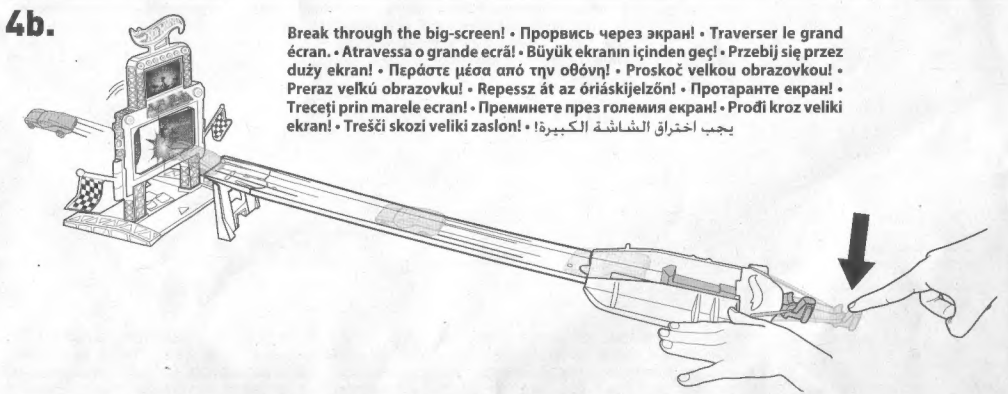 4b.
Break through the big-screen! • Прорвись через экран! • Traverser le grand
écran. • Atravessa o grande ecrã! • Büyük ekranın içinden geç! • Przebij się przez
duży ekran! • Περάστε μέσα από την οθόνη! • Proskoč velkou obrazovkou! •
Preraz veľkú obrazovku! • Repessz át az óriáskijelzőn! • Протаранте екран! •
Treceți prin marele ecran! • Преминете през големия екран! • Prođi kroz veliki
ekran! • Trešči skozi veliki zaslon! • يجب اختراق الشاشة الكبيرة!